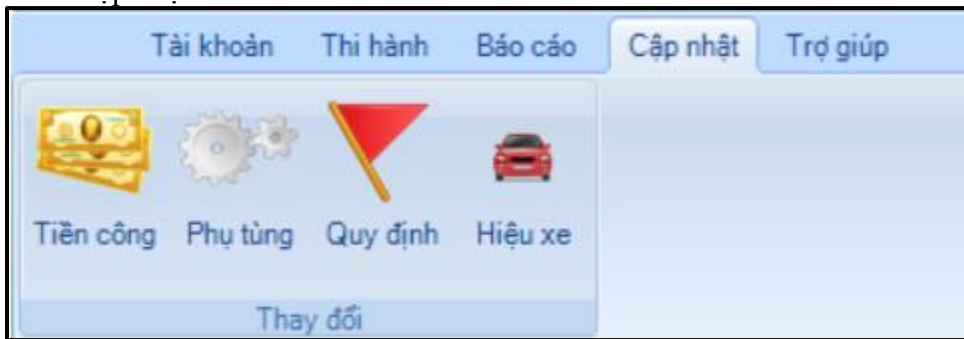 Tài khoản Thi hành Báo cáo Cập nhật Trợ giúp
Tiền công Phụ tùng Quy định Hiệu xe
Thay đổi